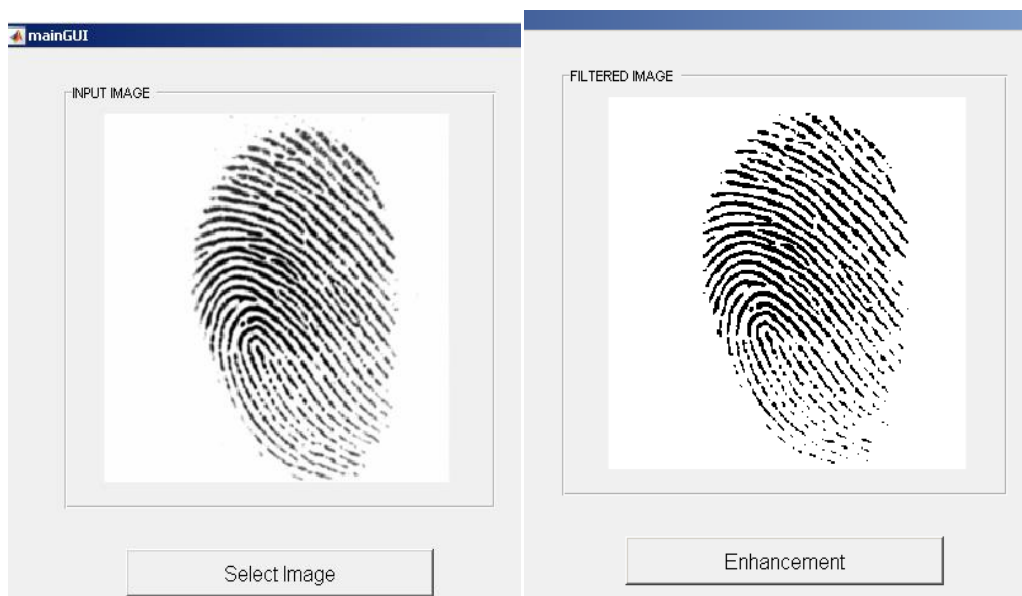 mainGUI
INPUT IMAGE
Select Image
FILTERED IMAGE
Enhancement